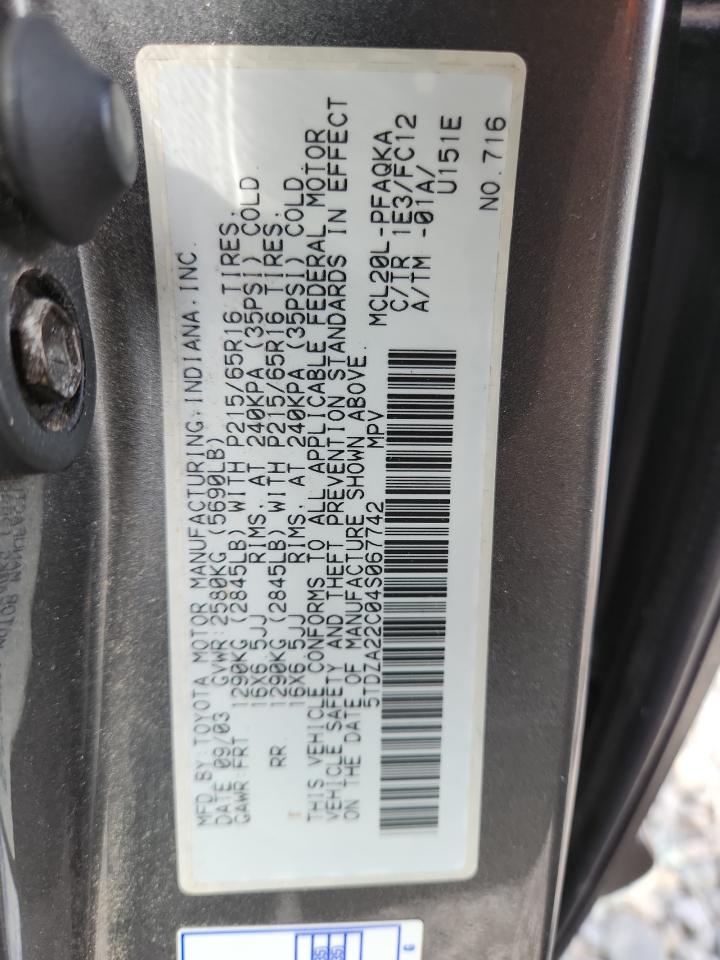 MFD.BY:TOYOTA MOTOR MANUFACTURING,INDIANA,INC.
DATE 09/03 GVWR:2580KG (5690LB)
GAWR:FRT. 1290KG (2845LB) WITH P215/65R16 TIRES.
16X6.5JJ RIMS. AT 240KPA (35PSI) COLD
RR. 1290KG (2845LB) WITH P215/65R16 TIRES.
16X6.5JJ RIMS. AT 240KPA (35PSI) COLD
THIS VEHICLE CONFORMS TO ALL APPLICABLE FEDERAL MOTOR
VEHICLE SAFETY AND THEFT PREVENTION STANDARDS IN EFFECT
ON THE DATE OF MANUFACTURE SHOWN ABOVE.
5TDZA22C04S067742 MPV
MCL20L-PFAQKA
C/TR 1E3/FC12
A/TM -01A/
U151E
NO.716